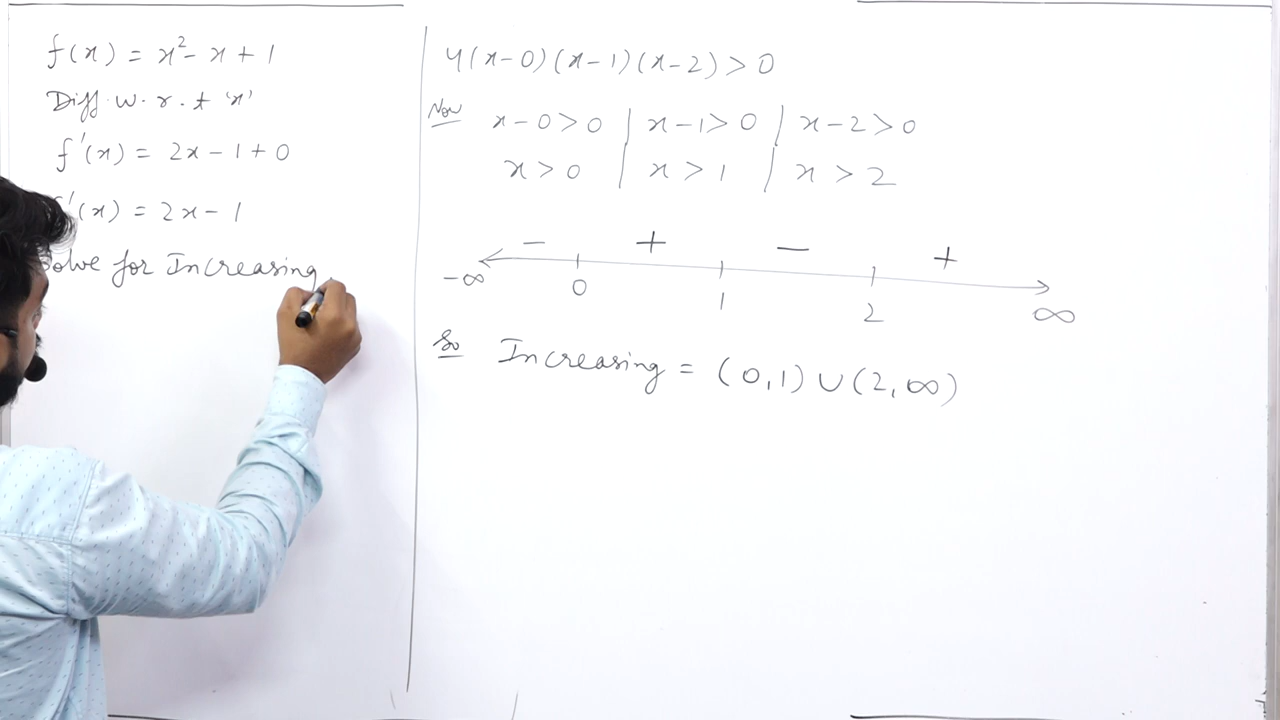 f(x) = x² - x + 1
Diff. w. r. t 'x'
f'(x) = 2x - 1 + 0
f'(x) = 2x - 1
Solve for Increasing
4(x-0)(x-1)(x-2) > 0
Now x-0>0 | x-1>0 | x-2>0
x > 0 | x > 1 | x > 2
- + - +
-∞ 0 1 2 ∞
So Increasing = (0,1) ∪ (2,∞)